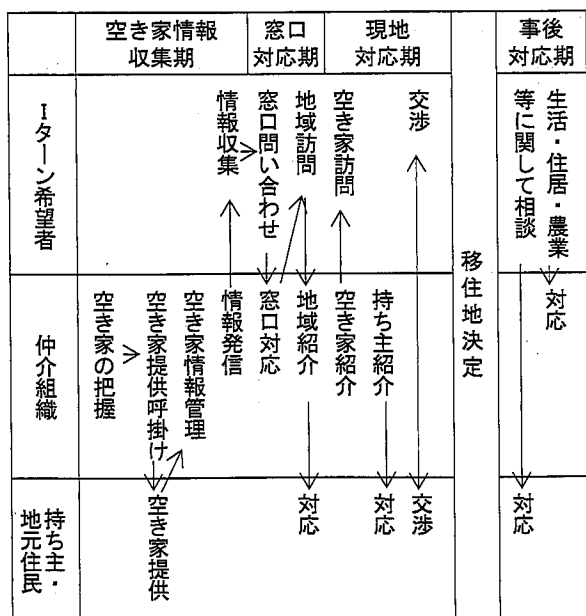 空き家情報
収集期
窓口
対応期
現地
対応期
事後
対応期
Iターン希望者
情報収集
窓口問い合わせ
地域訪問
空き家訪問
交渉
生活・住居・農業
等に関して相談
移住地決定
仲介組織
空き家の把握
空き家提供呼掛け
空き家情報管理
情報発信
窓口対応
地域紹介
空き家紹介
持ち主紹介
対応
持ち主・
地元住民
空き家提供
対応
対応
交渉
対応